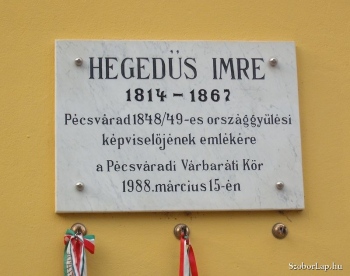 HEGEDÜS IMRE
1814 - 1867
Pécsvárad 1848/49-es országgyűlési
képviselőjének emlékére
a Pécsváradi Várbaráti Kör
1988. március 15-én
SzoborLap.hu